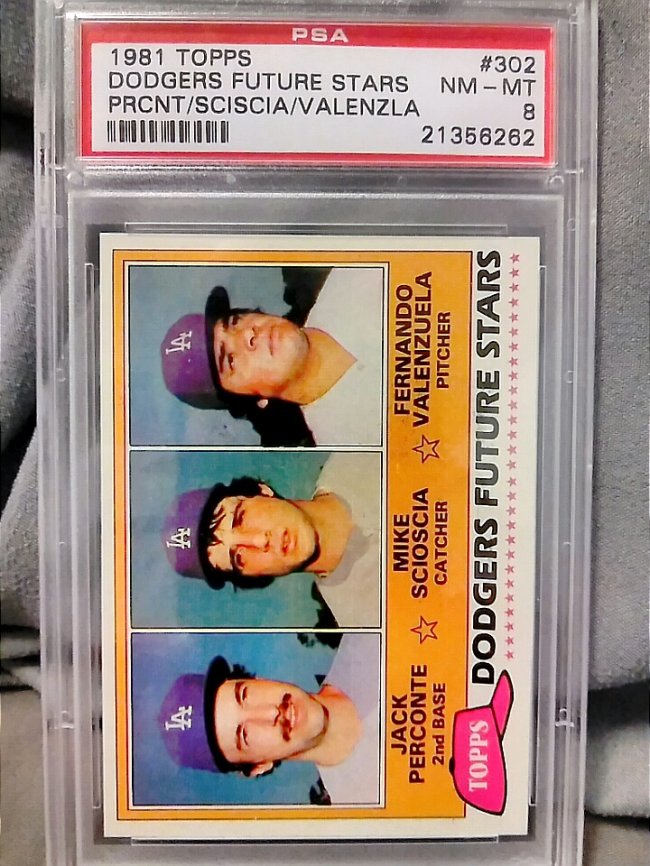 PSA
1981 TOPPS #302
DODGERS FUTURE STARS NM-MT
PRCNT/SCISCIA/VALENZLA 8
21356262
LA
LA
LA
JACK
PERCONTE
2nd BASE
MIKE
SCIOSCIA
CATCHER
FERNANDO
VALENZUELA
PITCHER
TOPPS
DODGERS FUTURE STARS